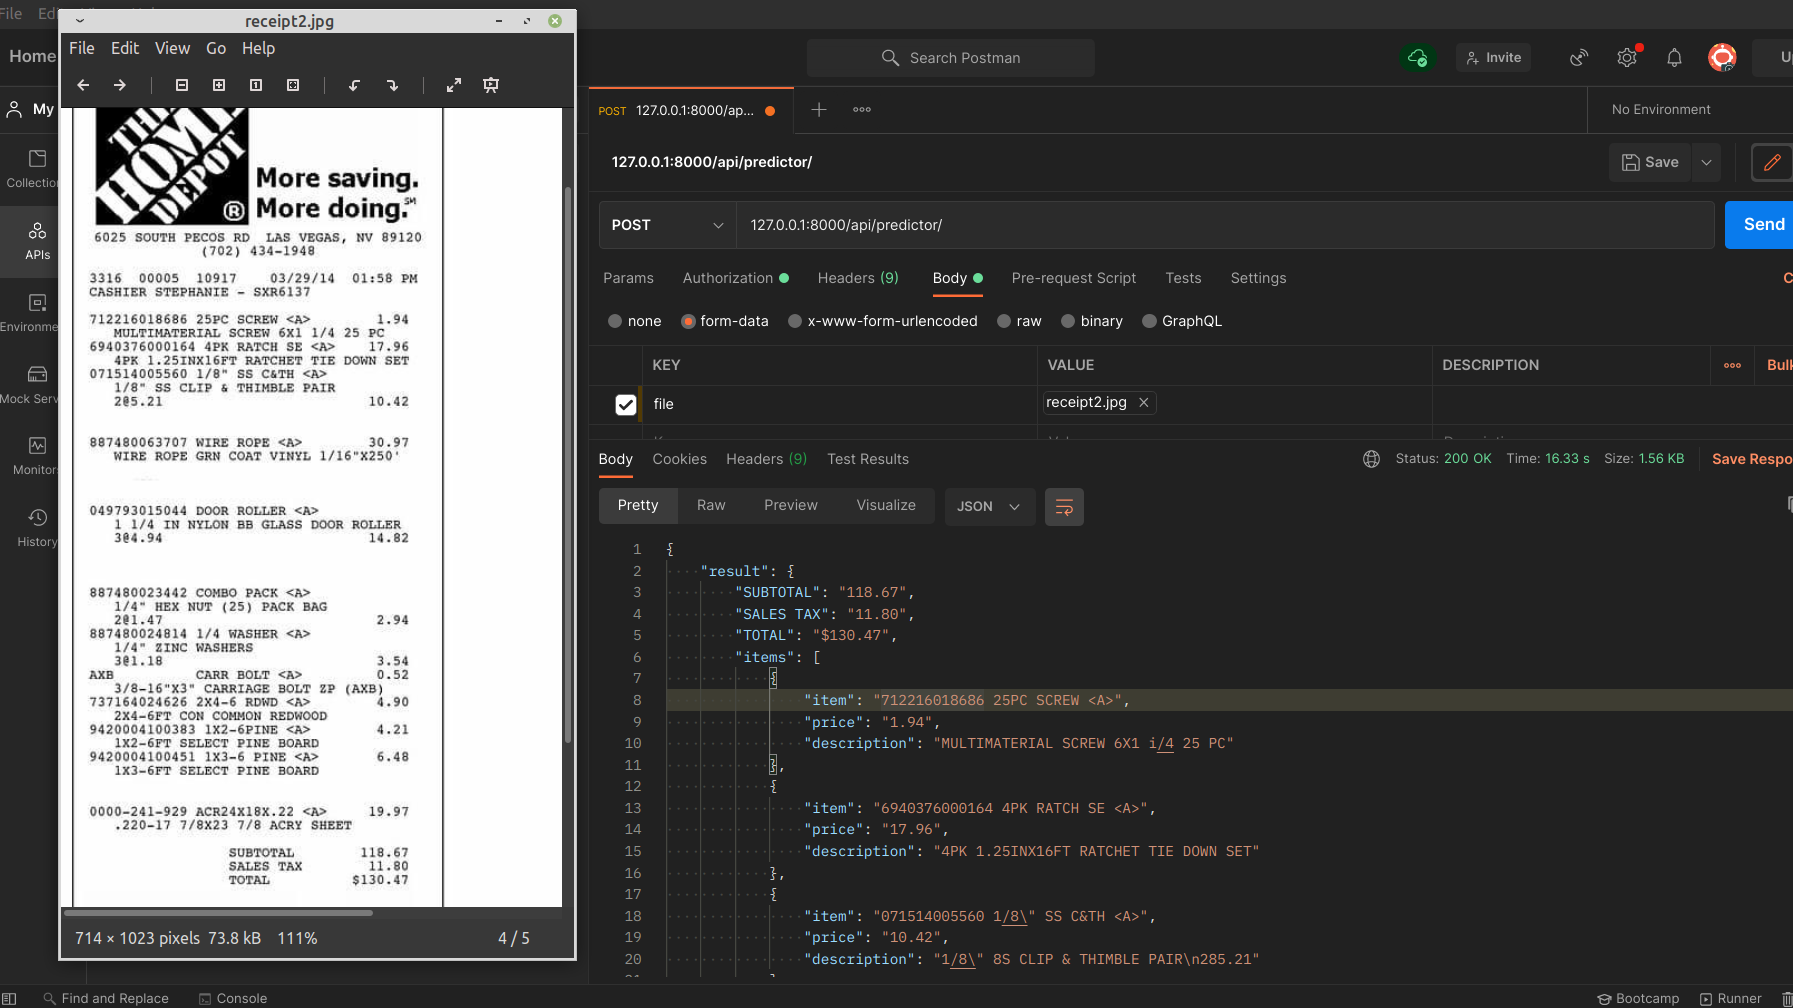 File Edi
receipt2.jpg
File Edit View Go Help
Home
My
Collectio
APIs
Environme
Mock Serv
Monitor
History
THE
HOME
DEPOT
®
More saving.
More doing.℠
6025 SOUTH PECOS RD LAS VEGAS, NV 89120
(702) 434-1948
3316 00005 10917 03/29/14 01:58 PM
CASHIER STEPHANIE - SXR6137
712216018686 25PC SCREW <A> 1.94
MULTIMATERIAL SCREW 6X1 1/4 25 PC
6940376000164 4PK RATCH SE <A> 17.96
4PK 1.25INX16FT RATCHET TIE DOWN SET
071514005560 1/8" SS C&TH <A>
1/8" SS CLIP & THIMBLE PAIR
2@5.21 10.42
887480063707 WIRE ROPE <A> 30.97
WIRE ROPE GRN COAT VINYL 1/16"X250'
049793015044 DOOR ROLLER <A>
1 1/4 IN NYLON BB GLASS DOOR ROLLER
3@4.94 14.82
887480023442 COMBO PACK <A>
1/4" HEX NUT (25) PACK BAG
2@1.47 2.94
887480024814 1/4 WASHER <A>
1/4" ZINC WASHERS
3@1.18 3.54
AXB CARR BOLT <A> 0.52
3/8-16"X3" CARRIAGE BOLT ZP (AXB)
737164024626 2X4-6 RDWD <A> 4.90
2X4-6FT CON COMMON REDWOOD
9420004100383 1X2-6PINE <A> 4.21
1X2-6FT SELECT PINE BOARD
9420004100451 1X3-6 PINE <A> 6.48
1X3-6FT SELECT PINE BOARD
0000-241-929 ACR24X18X.22 <A> 19.97
.220-17 7/8X23 7/8 ACRY SHEET
SUBTOTAL 118.67
SALES TAX 11.80
TOTAL $130.47
714 × 1023 pixels 73.8 kB 111% 4 / 5
Search Postman
Invite
Up
POST 127.0.0.1:8000/ap...
No Environment
127.0.0.1:8000/api/predictor/
Save
POST 127.0.0.1:8000/api/predictor/ Send
Params Authorization Headers (9) Body Pre-request Script Tests Settings C
none form-data x-www-form-urlencoded raw binary GraphQL
KEY VALUE DESCRIPTION Bulk
file receipt2.jpg
Body Cookies Headers (9) Test Results
Status: 200 OK Time: 16.33 s Size: 1.56 KB Save Respo
Pretty Raw Preview Visualize JSON
1 {
2 "result": {
3 "SUBTOTAL": "118.67",
4 "SALES TAX": "11.80",
5 "TOTAL": "$130.47",
6 "items": [
7 {
8 "item": "712216018686 25PC SCREW <A>",
9 "price": "1.94",
10 "description": "MULTIMATERIAL SCREW 6X1 i/4 25 PC"
11 },
12 {
13 "item": "6940376000164 4PK RATCH SE <A>",
14 "price": "17.96",
15 "description": "4PK 1.25INX16FT RATCHET TIE DOWN SET"
16 },
17 {
18 "item": "071514005560 1/8\" SS C&TH <A>",
19 "price": "10.42",
20 "description": "1/8\" 8S CLIP & THIMBLE PAIR\n285.21"
Find and Replace Console
Bootcamp Runner